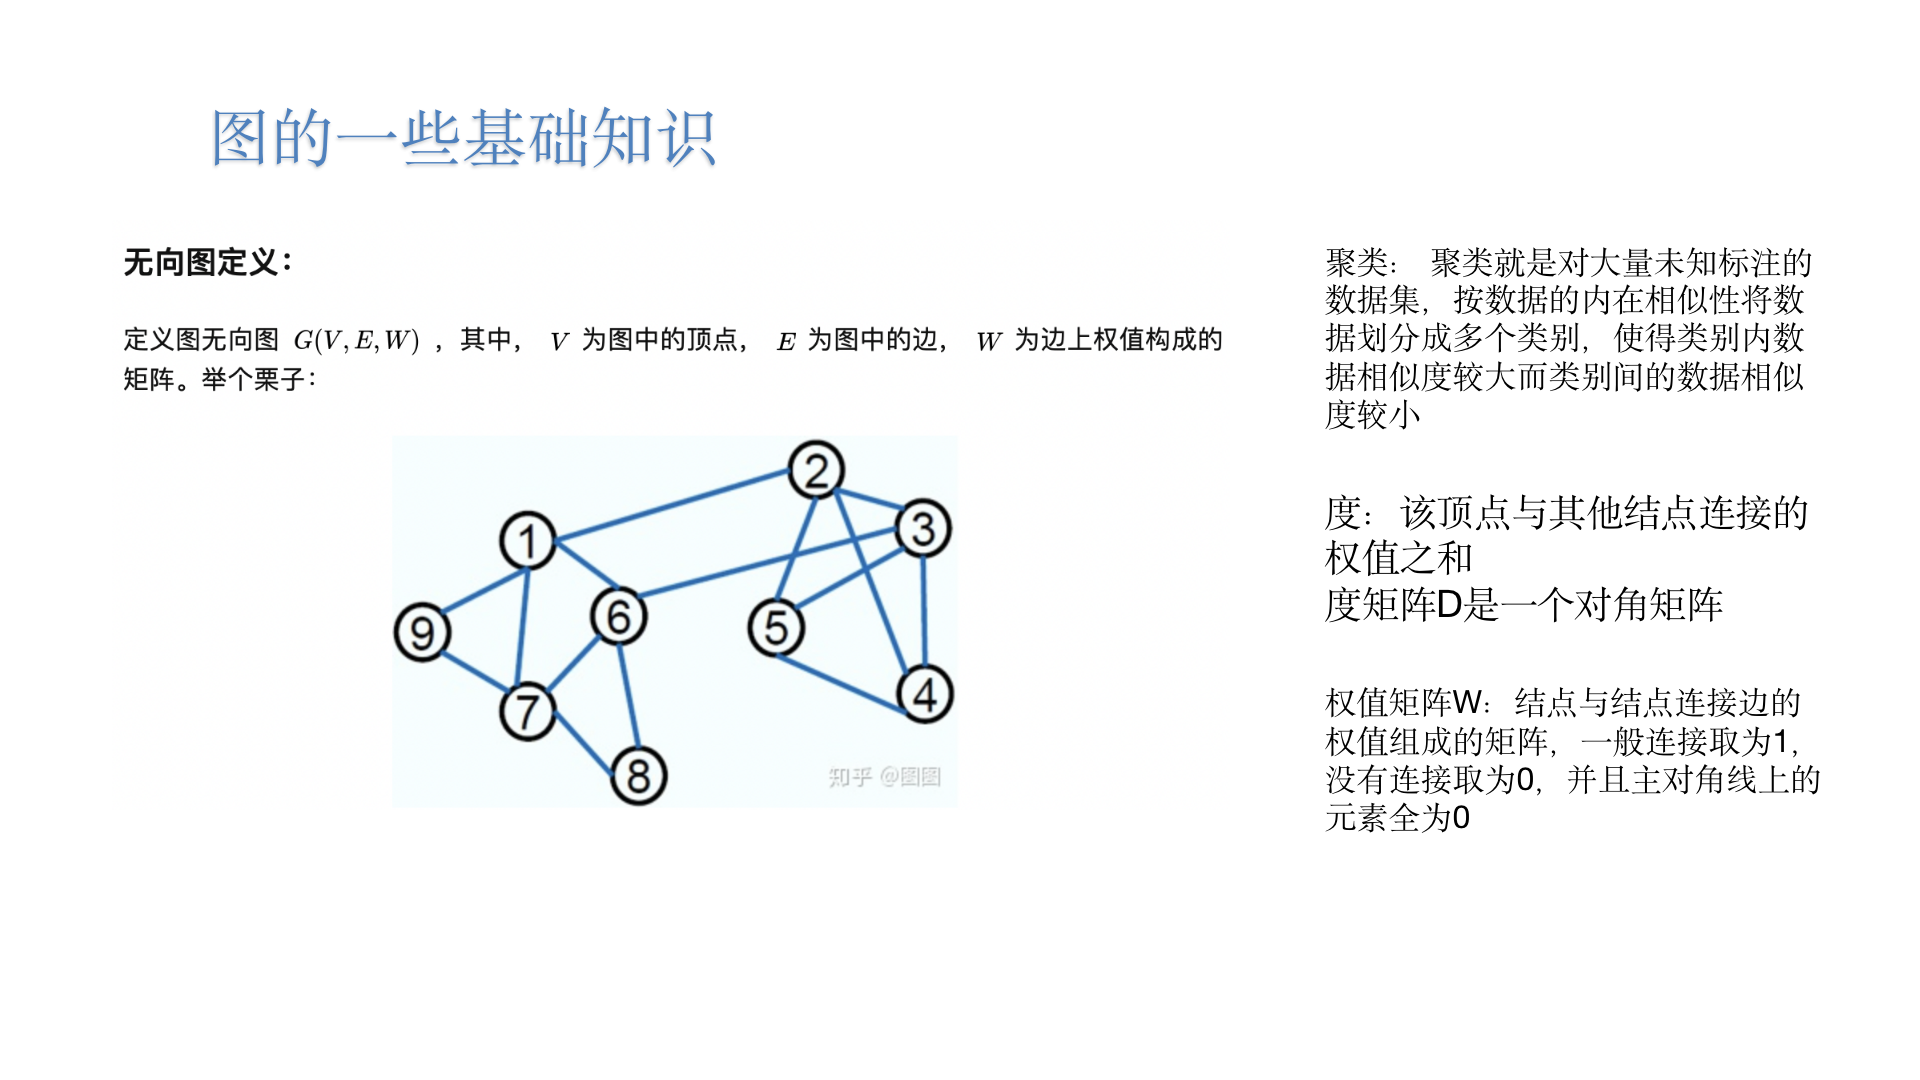 图的一些基础知识
无向图定义：
定义图无向图 G(V, E, W) ，其中， V 为图中的顶点， E 为图中的边， W 为边上权值构成的
矩阵。举个栗子：
2
3
1
6
5
9
4
7
8
知乎 @图图
聚类： 聚类就是对大量未知标注的
数据集，按数据的内在相似性将数
据划分成多个类别，使得类别内数
据相似度较大而类别间的数据相似
度较小
度：该顶点与其他结点连接的
权值之和
度矩阵D是一个对角矩阵
权值矩阵W：结点与结点连接边的
权值组成的矩阵，一般连接取为1，
没有连接取为0，并且主对角线上的
元素全为0